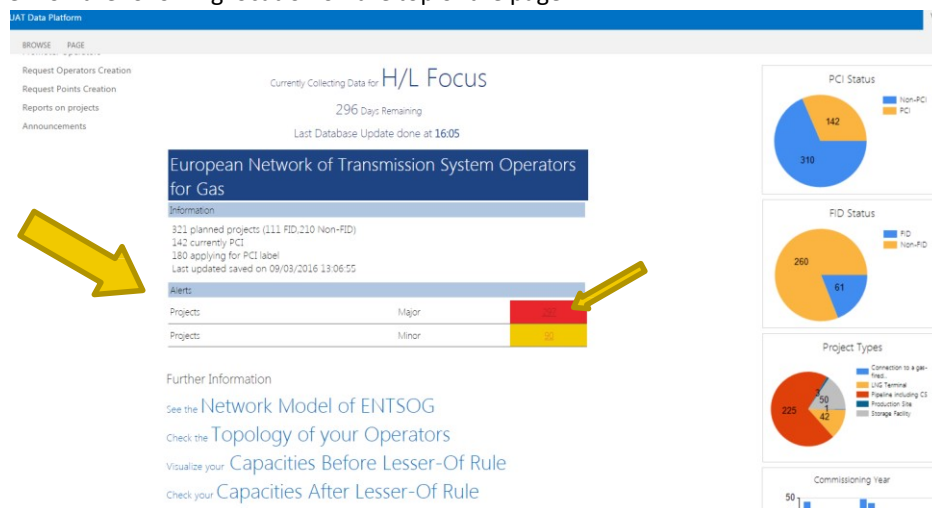 UAT Data Platform
BROWSE PAGE
Request Operators Creation
Request Points Creation
Reports on projects
Announcements
Currently Collecting Data for H/L Focus
296 Days Remaining
Last Database Update done at 16:05
European Network of Transmission System Operators
for Gas
Information
321 planned projects (111 FID,210 Non-FID)
142 currently PCI
180 applying for PCI label
Last updated saved on 09/03/2016 13:06:55
Alerts
Projects Major
Projects Minor
Further Information
See the Network Model of ENTSOG
Check the Topology of your Operators
Visualize your Capacities Before Lesser-Of Rule
Check your Capacities After Lesser-Of Rule
PCI Status
Non-PCI
PCI
142
310
FID Status
FID
Non-FID
260
61
Project Types
Connection to a gas-
fired...
LNG Terminal
Pipeline including CS
Production Site
Storage Facility
3
50
1
225
42
Commissioning Year
50